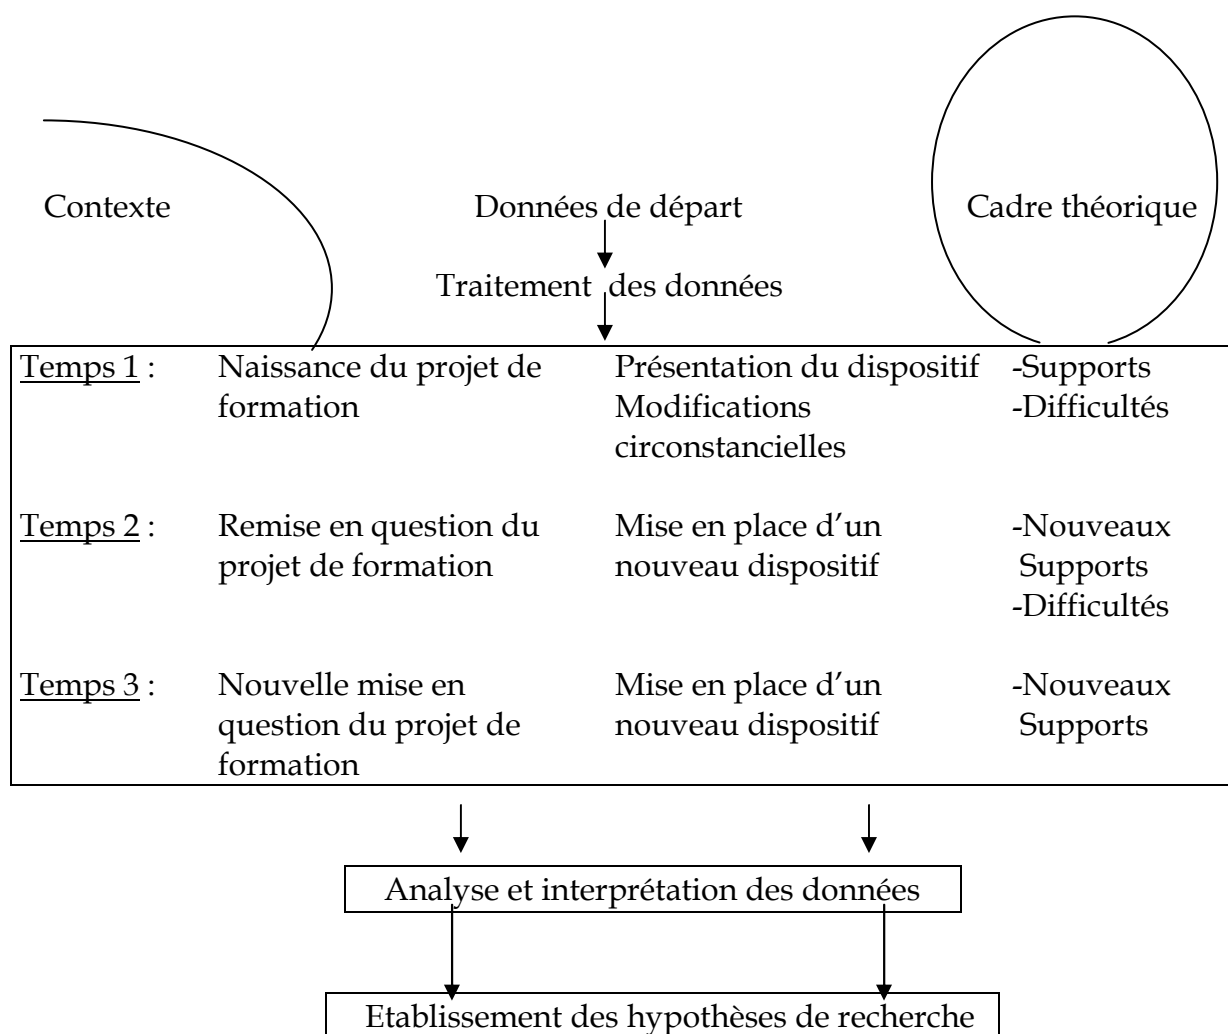 Contexte
Données de départ
Cadre théorique
Traitement des données
Temps 1 : Naissance du projet de Présentation du dispositif -Supports
formation Modifications -Difficultés
circonstancielles
Temps 2 : Remise en question du Mise en place d’un -Nouveaux
projet de formation nouveau dispositif Supports
-Difficultés
Temps 3 : Nouvelle mise en Mise en place d’un -Nouveaux
question du projet de nouveau dispositif Supports
formation
Analyse et interprétation des données
Etablissement des hypothèses de recherche